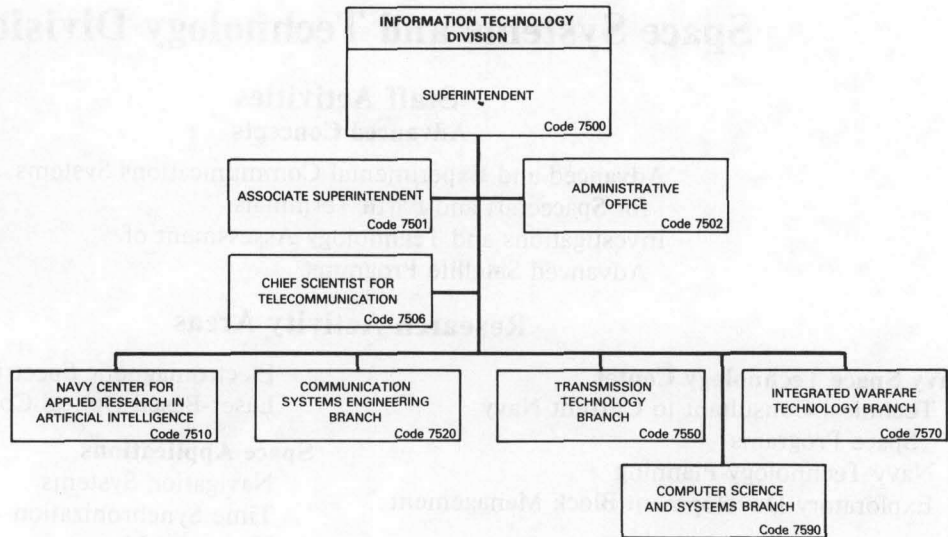 INFORMATION TECHNOLOGY
DIVISION
SUPERINTENDENT
Code 7500
ASSOCIATE SUPERINTENDENT
Code 7501
ADMINISTRATIVE
OFFICE
Code 7502
CHIEF SCIENTIST FOR
TELECOMMUNICATION
Code 7506
NAVY CENTER FOR
APPLIED RESEARCH IN
ARTIFICIAL INTELLIGENCE
Code 7510
COMMUNICATION
SYSTEMS ENGINEERING
BRANCH
Code 7520
TRANSMISSION
TECHNOLOGY
BRANCH
Code 7550
INTEGRATED WARFARE
TECHNOLOGY BRANCH
Code 7570
COMPUTER SCIENCE
AND SYSTEMS BRANCH
Code 7590